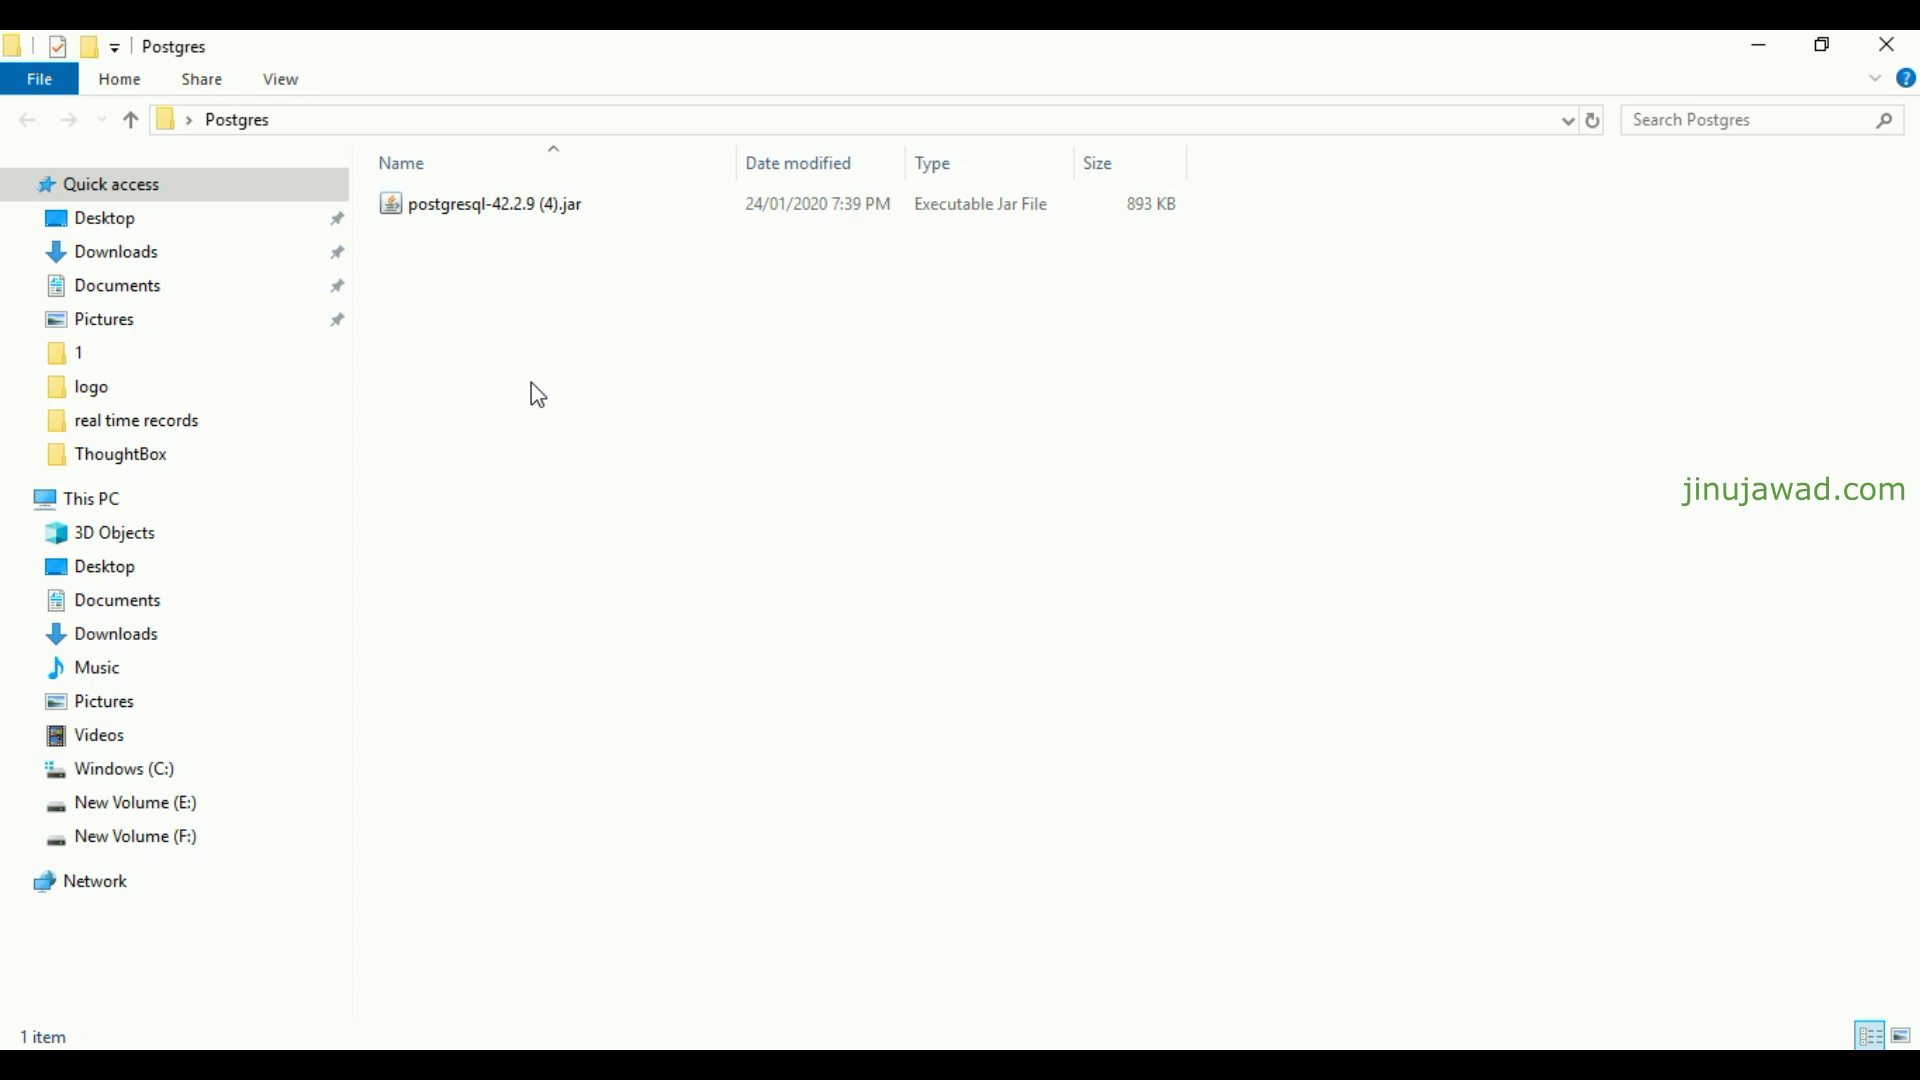 Postgres
File Home Share View
Postgres
Search Postgres
Name Date modified Type Size
postgresql-42.2.9 (4).jar 24/01/2020 7:39 PM Executable Jar File 893 KB
Quick access
Desktop
Downloads
Documents
Pictures
1
logo
real time records
ThoughtBox
This PC
3D Objects
Desktop
Documents
Downloads
Music
Pictures
Videos
Windows (C:)
New Volume (E:)
New Volume (F:)
Network
jinujawad.com
1 item